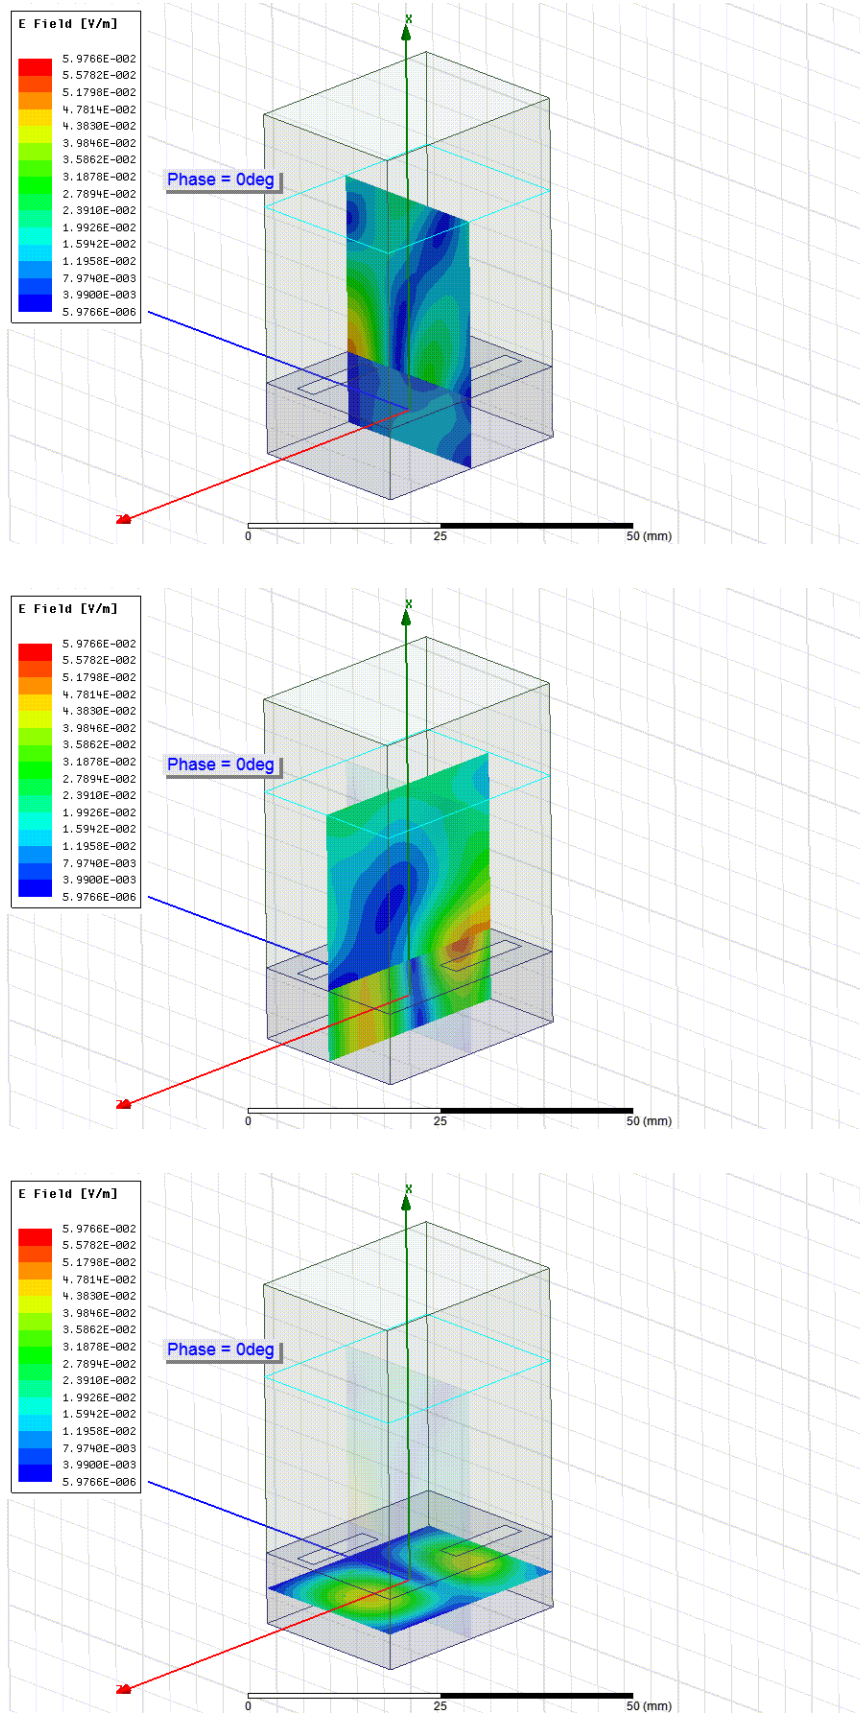 E Field [V/m]
5.9766E-002
5.5782E-002
5.1798E-002
4.7814E-002
4.3830E-002
3.9846E-002
3.5862E-002
3.1878E-002
2.7894E-002
2.3910E-002
1.9926E-002
1.5942E-002
1.1958E-002
7.9740E-003
3.9900E-003
5.9766E-006
Phase = 0deg
X
0
25
50 (mm)
E Field [V/m]
5.9766E-002
5.5782E-002
5.1798E-002
4.7814E-002
4.3830E-002
3.9846E-002
3.5862E-002
3.1878E-002
2.7894E-002
2.3910E-002
1.9926E-002
1.5942E-002
1.1958E-002
7.9740E-003
3.9900E-003
5.9766E-006
Phase = 0deg
X
0
25
50 (mm)
E Field [V/m]
5.9766E-002
5.5782E-002
5.1798E-002
4.7814E-002
4.3830E-002
3.9846E-002
3.5862E-002
3.1878E-002
2.7894E-002
2.3910E-002
1.9926E-002
1.5942E-002
1.1958E-002
7.9740E-003
3.9900E-003
5.9766E-006
Phase = 0deg
X
0
25
50 (mm)